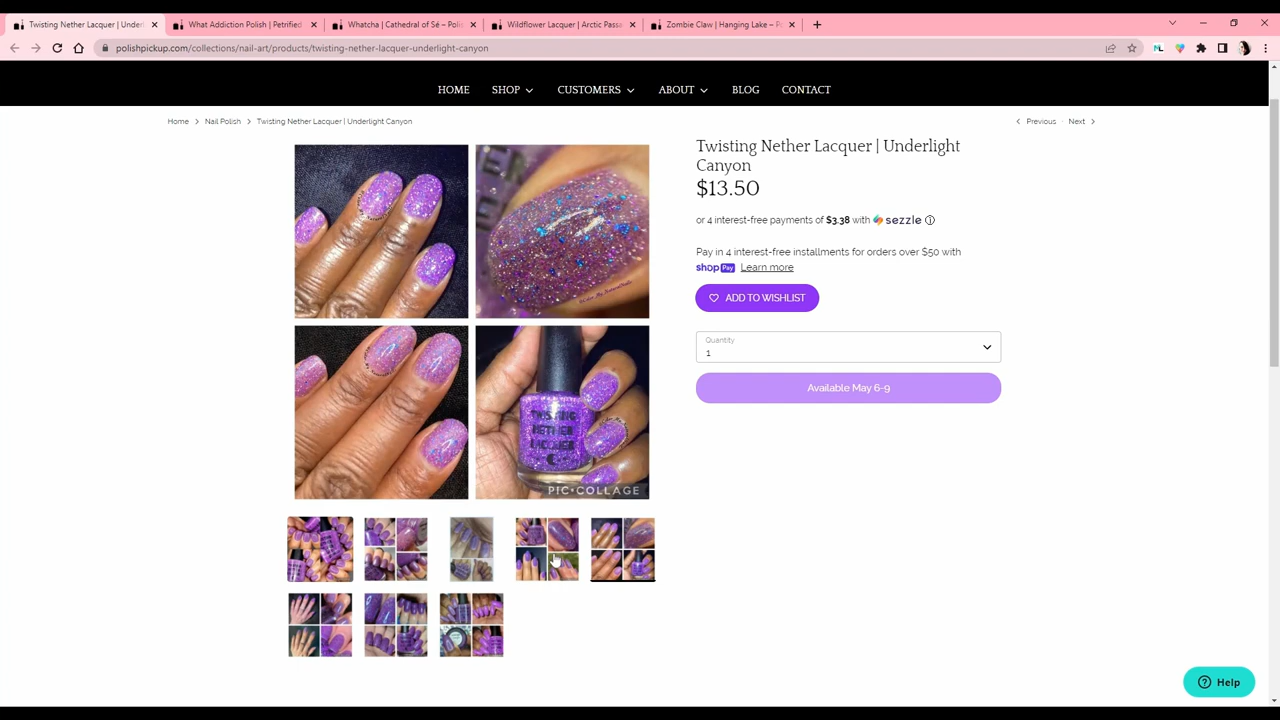 Twisting Nether Lacquer | Underl
What Addiction Polish | Petrified
Whatcha | Cathedral of Sé – Polis
Wildflower Lacquer | Arctic Passa
Zombie Claw | Hanging Lake – Po
polishpickup.com/collections/nail-art/products/twisting-nether-lacquer-underlight-canyon
HOME SHOP CUSTOMERS ABOUT BLOG CONTACT
Home > Nail Polish > Twisting Nether Lacquer | Underlight Canyon
Previous Next
Twisting Nether Lacquer | Underlight
Canyon
$13.50
or 4 interest-free payments of $3.38 with sezzle
Pay in 4 interest-free installments for orders over $50 with
shop Pay Learn more
ADD TO WISHLIST
Quantity
1
Available May 6-9
TWISTING
NETHER
LACQUER
PIC•COLLAGE
Help